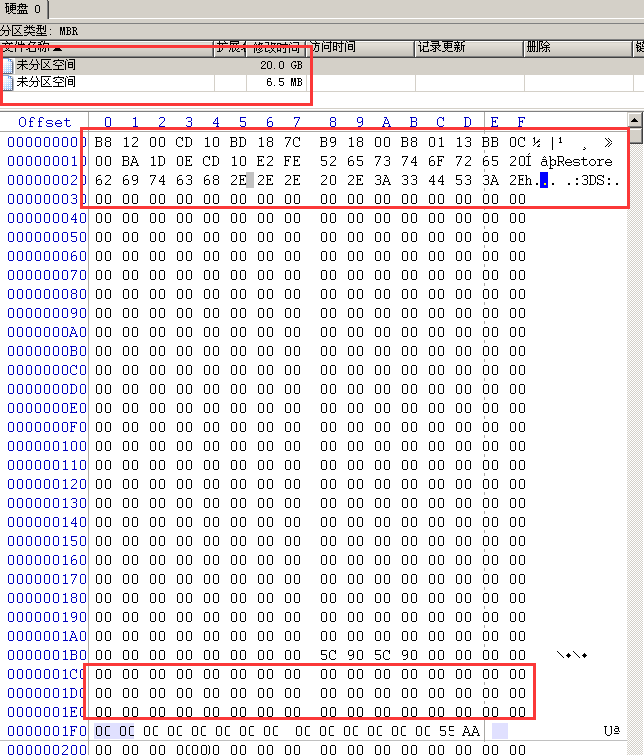 硬盘 0
分区类型: MBR
文件名称▲ 扩展名 修改时间 访问时间 记录更新 删除 链
未分区空间 20.0 GB
未分区空间 6.5 MB
Offset 0 1 2 3 4 5 6 7 8 9 A B C D E F
00000000 B8 12 00 CD 10 BD 18 7C B9 18 00 B8 01 13 BB 0C ½ |¹ ¸ »
00000010 00 BA 1D 0E CD 10 E2 FE 52 65 73 74 6F 72 65 20 Í âþRestore
00000020 62 69 74 63 68 2E 2E 2E 20 2E 3A 33 44 53 3A 2F h.. . .:3DS:.
00000030 00 00 00 00 00 00 00 00 00 00 00 00 00 00 00 00
00000040 00 00 00 00 00 00 00 00 00 00 00 00 00 00 00 00
00000050 00 00 00 00 00 00 00 00 00 00 00 00 00 00 00 00
00000060 00 00 00 00 00 00 00 00 00 00 00 00 00 00 00 00
00000070 00 00 00 00 00 00 00 00 00 00 00 00 00 00 00 00
00000080 00 00 00 00 00 00 00 00 00 00 00 00 00 00 00 00
00000090 00 00 00 00 00 00 00 00 00 00 00 00 00 00 00 00
000000A0 00 00 00 00 00 00 00 00 00 00 00 00 00 00 00 00
000000B0 00 00 00 00 00 00 00 00 00 00 00 00 00 00 00 00
000000C0 00 00 00 00 00 00 00 00 00 00 00 00 00 00 00 00
000000D0 00 00 00 00 00 00 00 00 00 00 00 00 00 00 00 00
000000E0 00 00 00 00 00 00 00 00 00 00 00 00 00 00 00 00
000000F0 00 00 00 00 00 00 00 00 00 00 00 00 00 00 00 00
00000100 00 00 00 00 00 00 00 00 00 00 00 00 00 00 00 00
00000110 00 00 00 00 00 00 00 00 00 00 00 00 00 00 00 00
00000120 00 00 00 00 00 00 00 00 00 00 00 00 00 00 00 00
00000130 00 00 00 00 00 00 00 00 00 00 00 00 00 00 00 00
00000140 00 00 00 00 00 00 00 00 00 00 00 00 00 00 00 00
00000150 00 00 00 00 00 00 00 00 00 00 00 00 00 00 00 00
00000160 00 00 00 00 00 00 00 00 00 00 00 00 00 00 00 00
00000170 00 00 00 00 00 00 00 00 00 00 00 00 00 00 00 00
00000180 00 00 00 00 00 00 00 00 00 00 00 00 00 00 00 00
00000190 00 00 00 00 00 00 00 00 00 00 00 00 00 00 00 00
000001A0 00 00 00 00 00 00 00 00 00 00 00 00 00 00 00 00
000001B0 00 00 00 00 00 00 00 00 5C 90 5C 90 00 00 00 00 \◆\◆
000001C0 00 00 00 00 00 00 00 00 00 00 00 00 00 00 00 00
000001D0 00 00 00 00 00 00 00 00 00 00 00 00 00 00 00 00
000001E0 00 00 00 00 00 00 00 00 00 00 00 00 00 00 00 00
000001F0 0C 0C 0C 0C 0C 0C 0C 0C 0C 0C 0C 0C 0C 0C 55 AA Uª
00000200 00 00 00 00 00 00 00 00 00 00 00 00 00 00 00